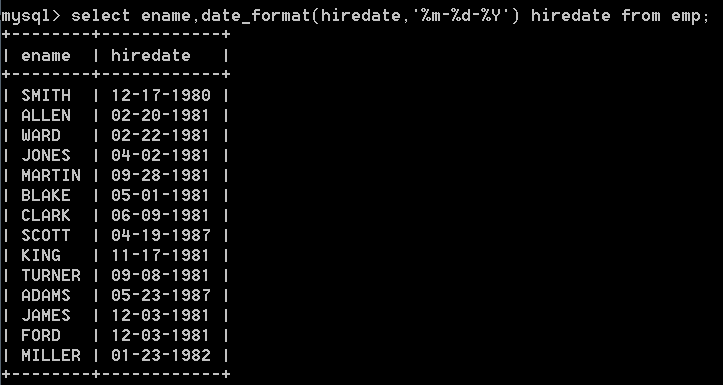 mysql> select ename,date_format(hiredate,'%m-%d-%Y') hiredate from emp;
+--------+------------+
| ename  | hiredate   |
+--------+------------+
| SMITH  | 12-17-1980 |
| ALLEN  | 02-20-1981 |
| WARD   | 02-22-1981 |
| JONES  | 04-02-1981 |
| MARTIN | 09-28-1981 |
| BLAKE  | 05-01-1981 |
| CLARK  | 06-09-1981 |
| SCOTT  | 04-19-1987 |
| KING   | 11-17-1981 |
| TURNER | 09-08-1981 |
| ADAMS  | 05-23-1987 |
| JAMES  | 12-03-1981 |
| FORD   | 12-03-1981 |
| MILLER | 01-23-1982 |
+--------+------------+